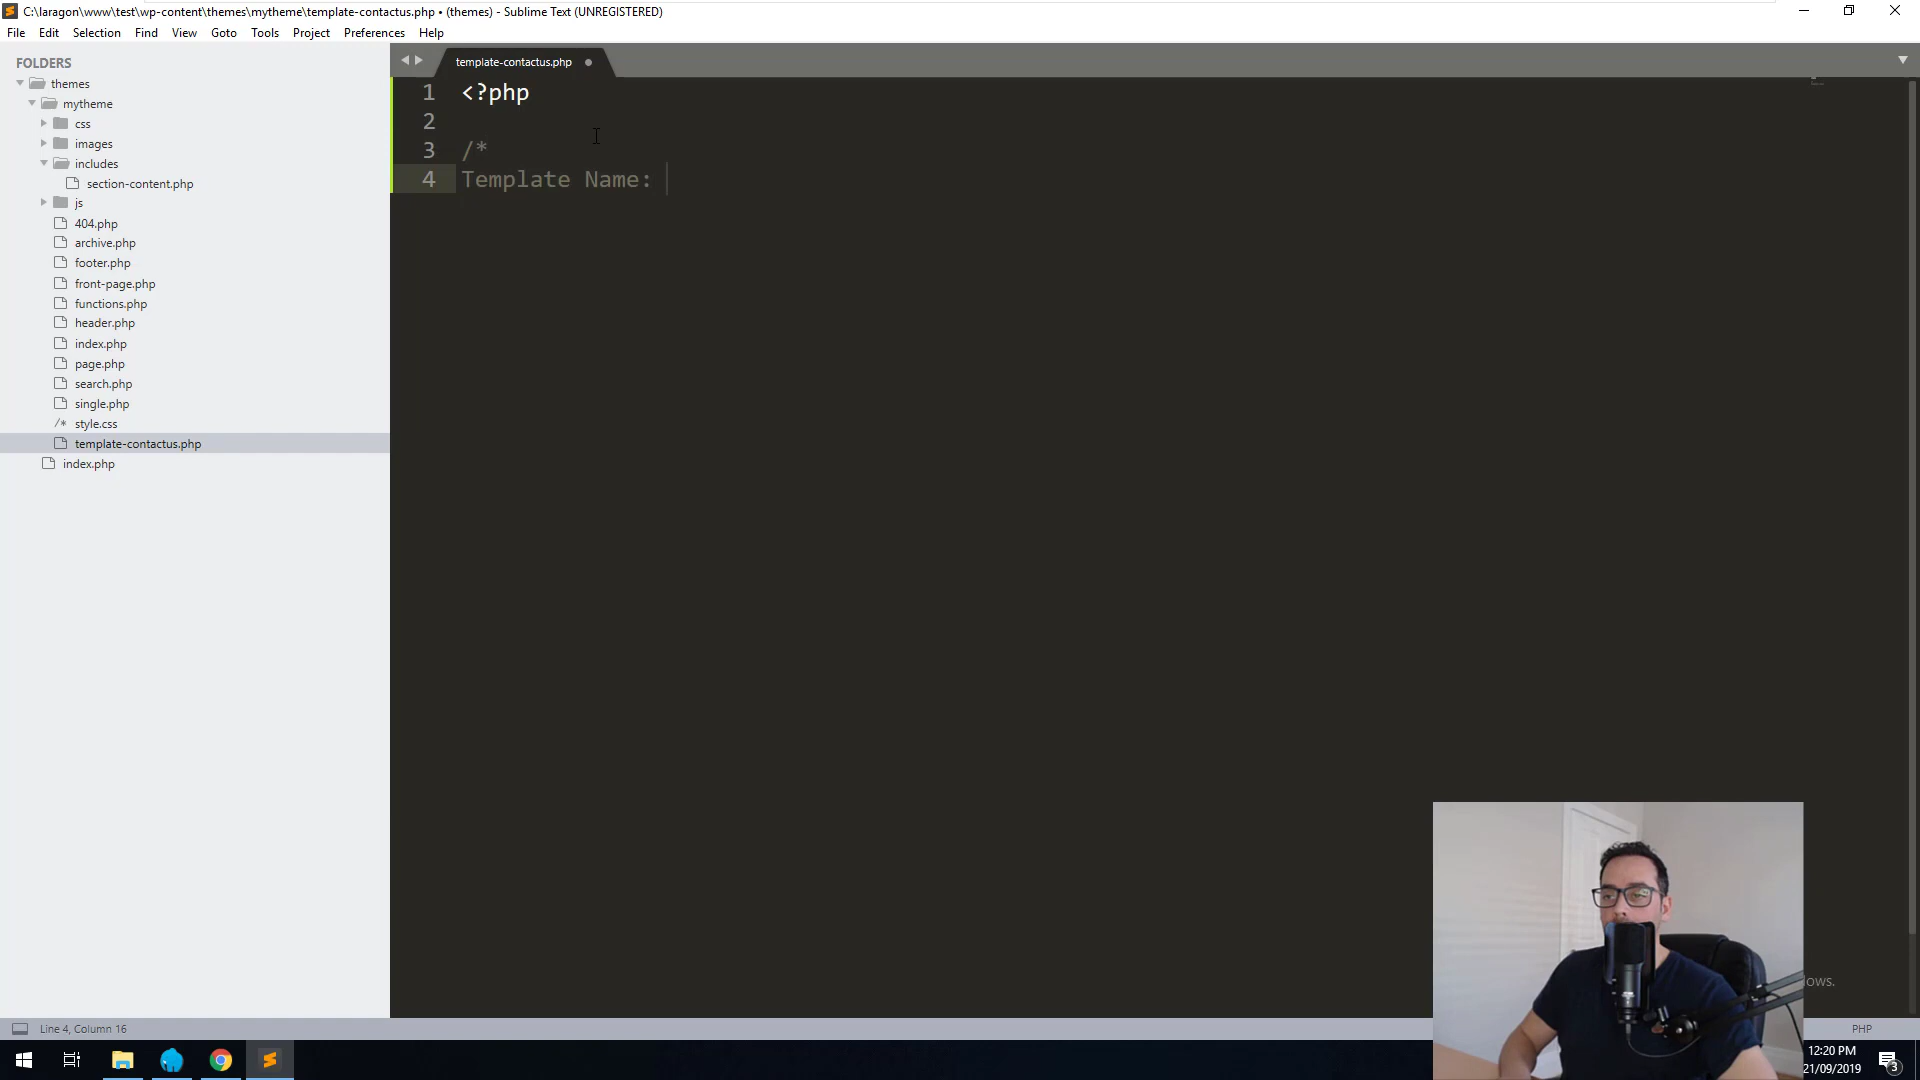 C:\laragon\www\test\wp-content\themes\mytheme\template-contactus.php • (themes) - Sublime Text (UNREGISTERED)
File Edit Selection Find View Goto Tools Project Preferences Help
FOLDERS
themes
mytheme
css
images
includes
section-content.php
js
404.php
archive.php
footer.php
front-page.php
functions.php
header.php
index.php
page.php
search.php
single.php
/* style.css
template-contactus.php
index.php
template-contactus.php
1 <?php
2
3 /*
4 Template Name:
ows.
Line 4, Column 16
PHP
12:20 PM
21/09/2019
3